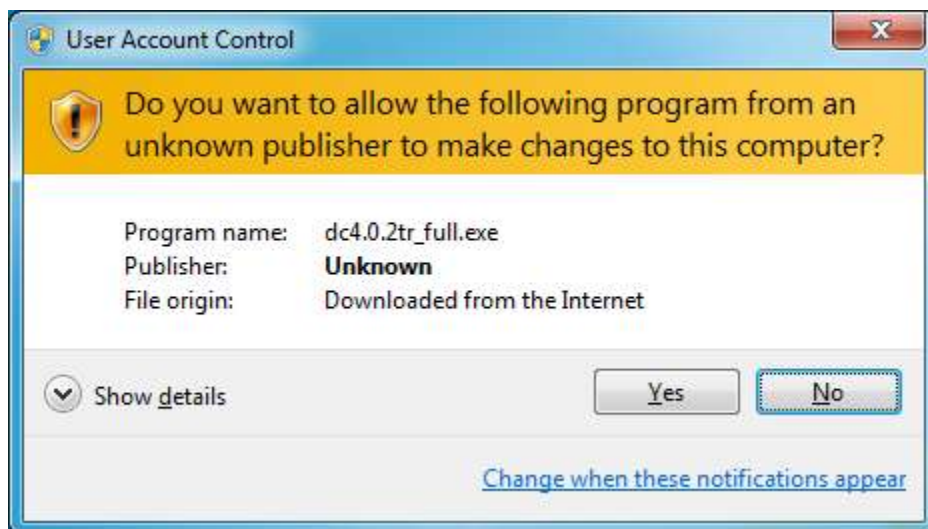 User Account Control
Do you want to allow the following program from an
unknown publisher to make changes to this computer?
Program name: dc4.0.2tr_full.exe
Publisher: Unknown
File origin: Downloaded from the Internet
Show details
Yes No
Change when these notifications appear